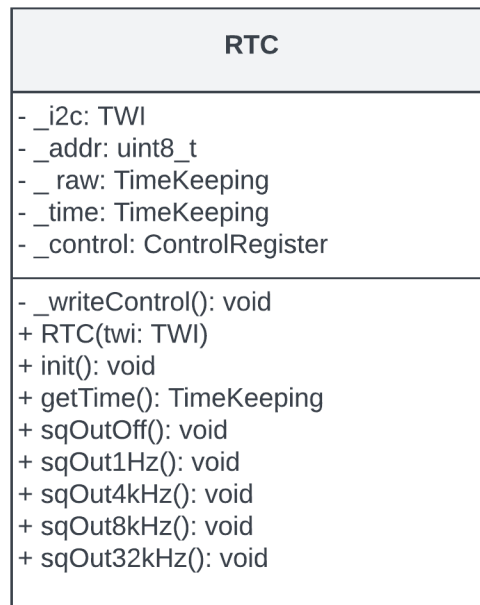 RTC
- _i2c: TWI
- _addr: uint8_t
- _ raw: TimeKeeping
- _time: TimeKeeping
- _control: ControlRegister
- _writeControl(): void
+ RTC(twi: TWI)
+ init(): void
+ getTime(): TimeKeeping
+ sqOutOff(): void
+ sqOut1Hz(): void
+ sqOut4kHz(): void
+ sqOut8kHz(): void
+ sqOut32kHz(): void